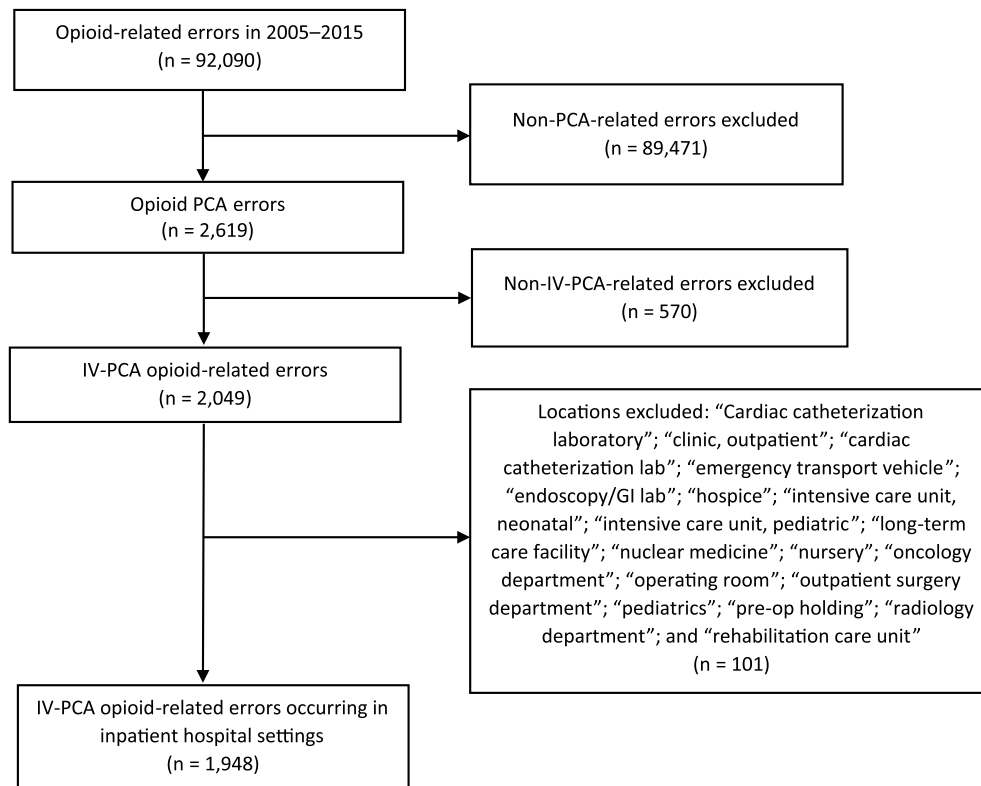 Opioid-related errors in 2005–2015
(n = 92,090)
Non-PCA-related errors excluded
(n = 89,471)
Opioid PCA errors
(n = 2,619)
Non-IV-PCA-related errors excluded
(n = 570)
IV-PCA opioid-related errors
(n = 2,049)
Locations excluded: “Cardiac catheterization
laboratory”; “clinic, outpatient”; “cardiac
catheterization lab”; “emergency transport vehicle”;
“endoscopy/GI lab”; “hospice”; “intensive care unit,
neonatal”; “intensive care unit, pediatric”; “long-term
care facility”; “nuclear medicine”; “nursery”; “oncology
department”; “operating room”; “outpatient surgery
department”; “pediatrics”; “pre-op holding”; “radiology
department”; and “rehabilitation care unit”
(n = 101)
IV-PCA opioid-related errors occurring in
inpatient hospital settings
(n = 1,948)